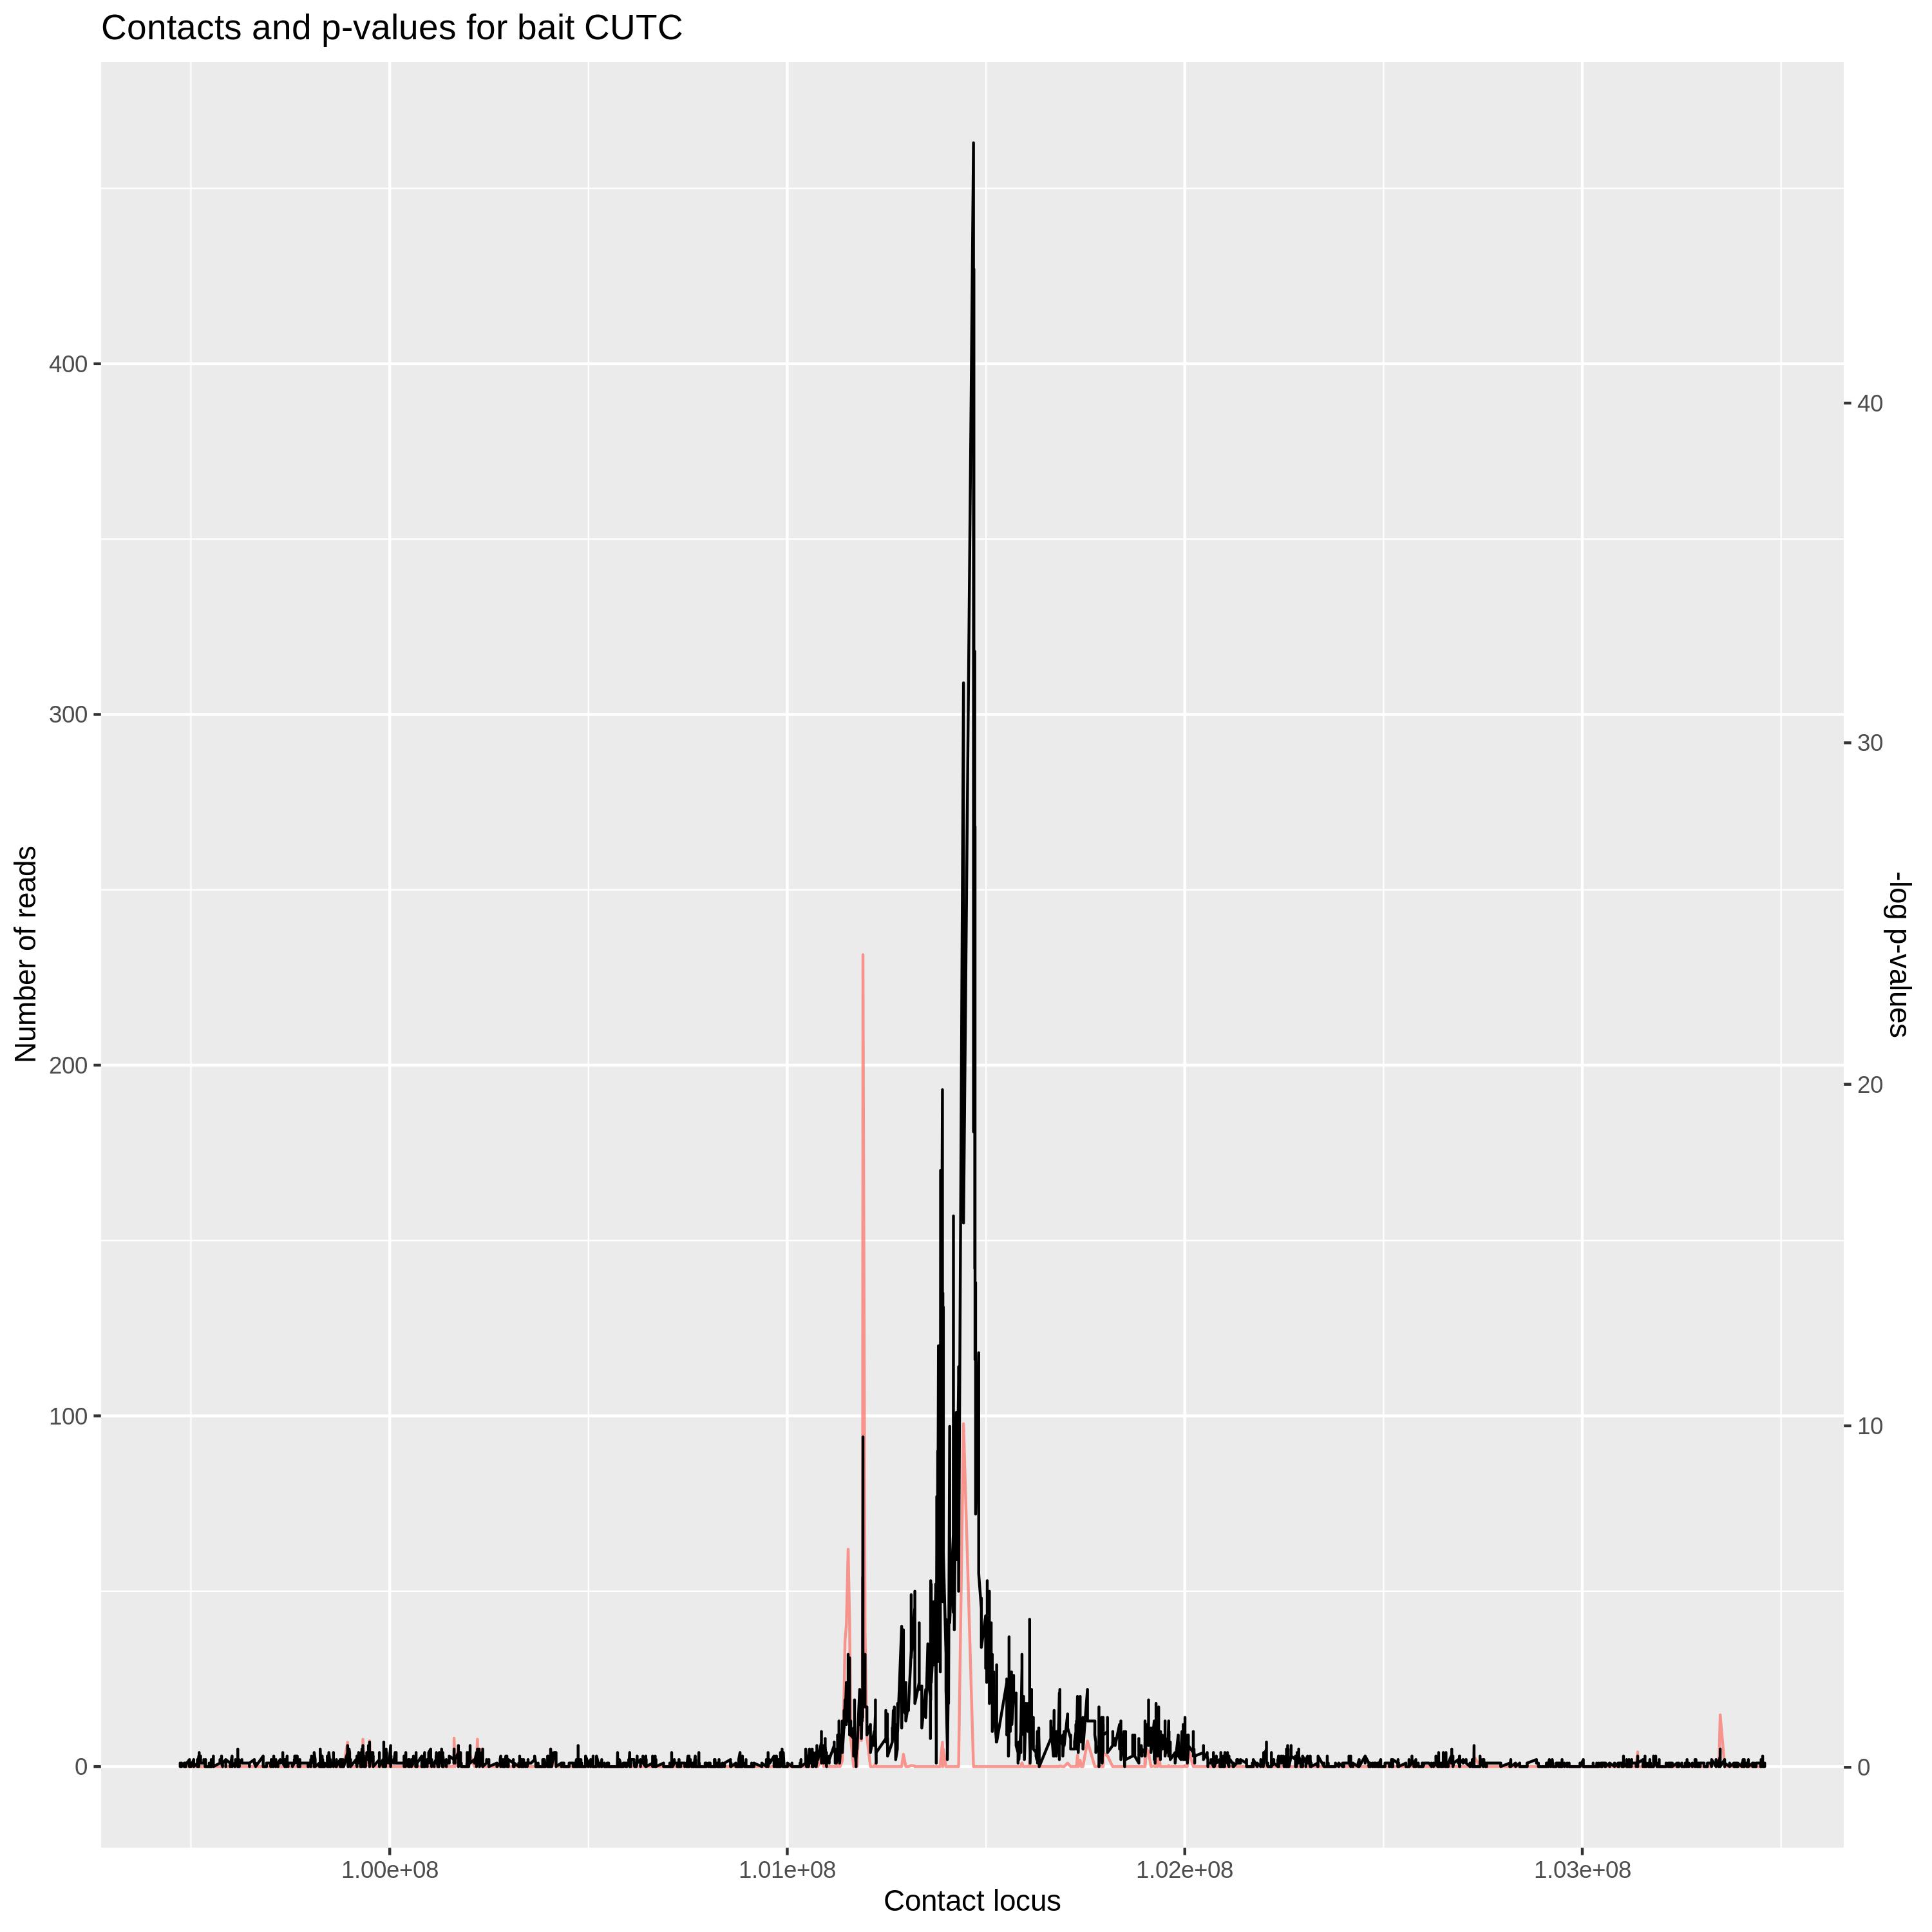 Contacts and p-values for bait CUTC
Number of reads
400
300
200
100
0
40
30
20
10
0
-log p-values
1.00e+08 1.01e+08 1.02e+08 1.03e+08
Contact locus